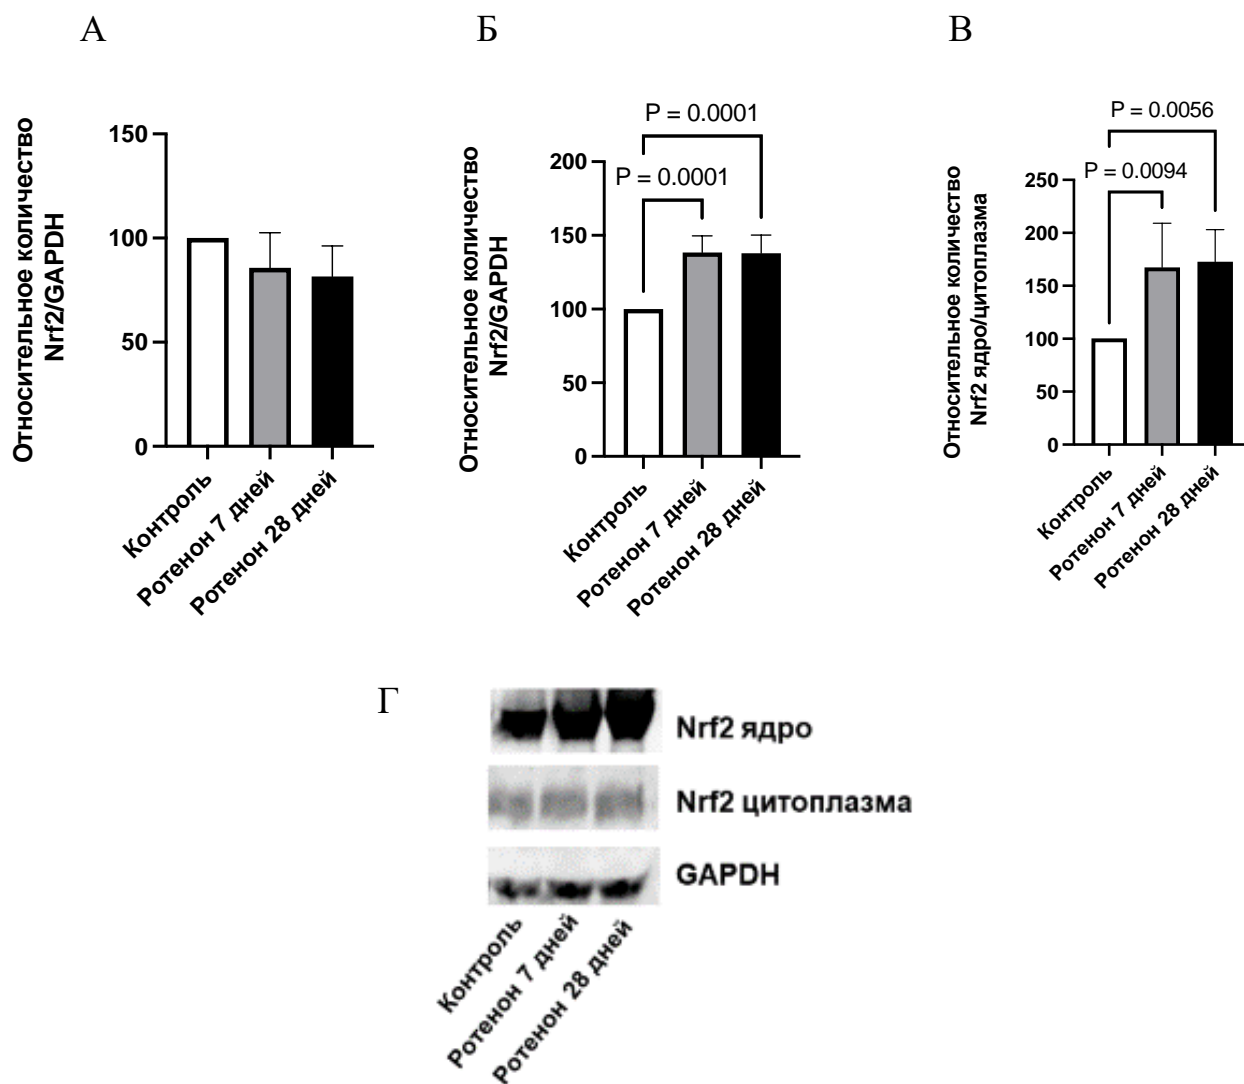 А
Относительное количество
Nrf2/GAPDH
150
100
50
0
Контроль
Ротенон 7 дней
Ротенон 28 дней
Б
Относительное количество
Nrf2/GAPDH
P = 0.0001
P = 0.0001
200
150
100
50
0
Контроль
Ротенон 7 дней
Ротенон 28 дней
В
Относительное количество
Nrf2 ядро/цитоплазма
P = 0.0056
P = 0.0094
250
200
150
100
50
0
Контроль
Ротенон 7 дней
Ротенон 28 дней
Г
Nrf2 ядро
Nrf2 цитоплазма
GAPDH
Контроль
Ротенон 7 дней
Ротенон 28 дней